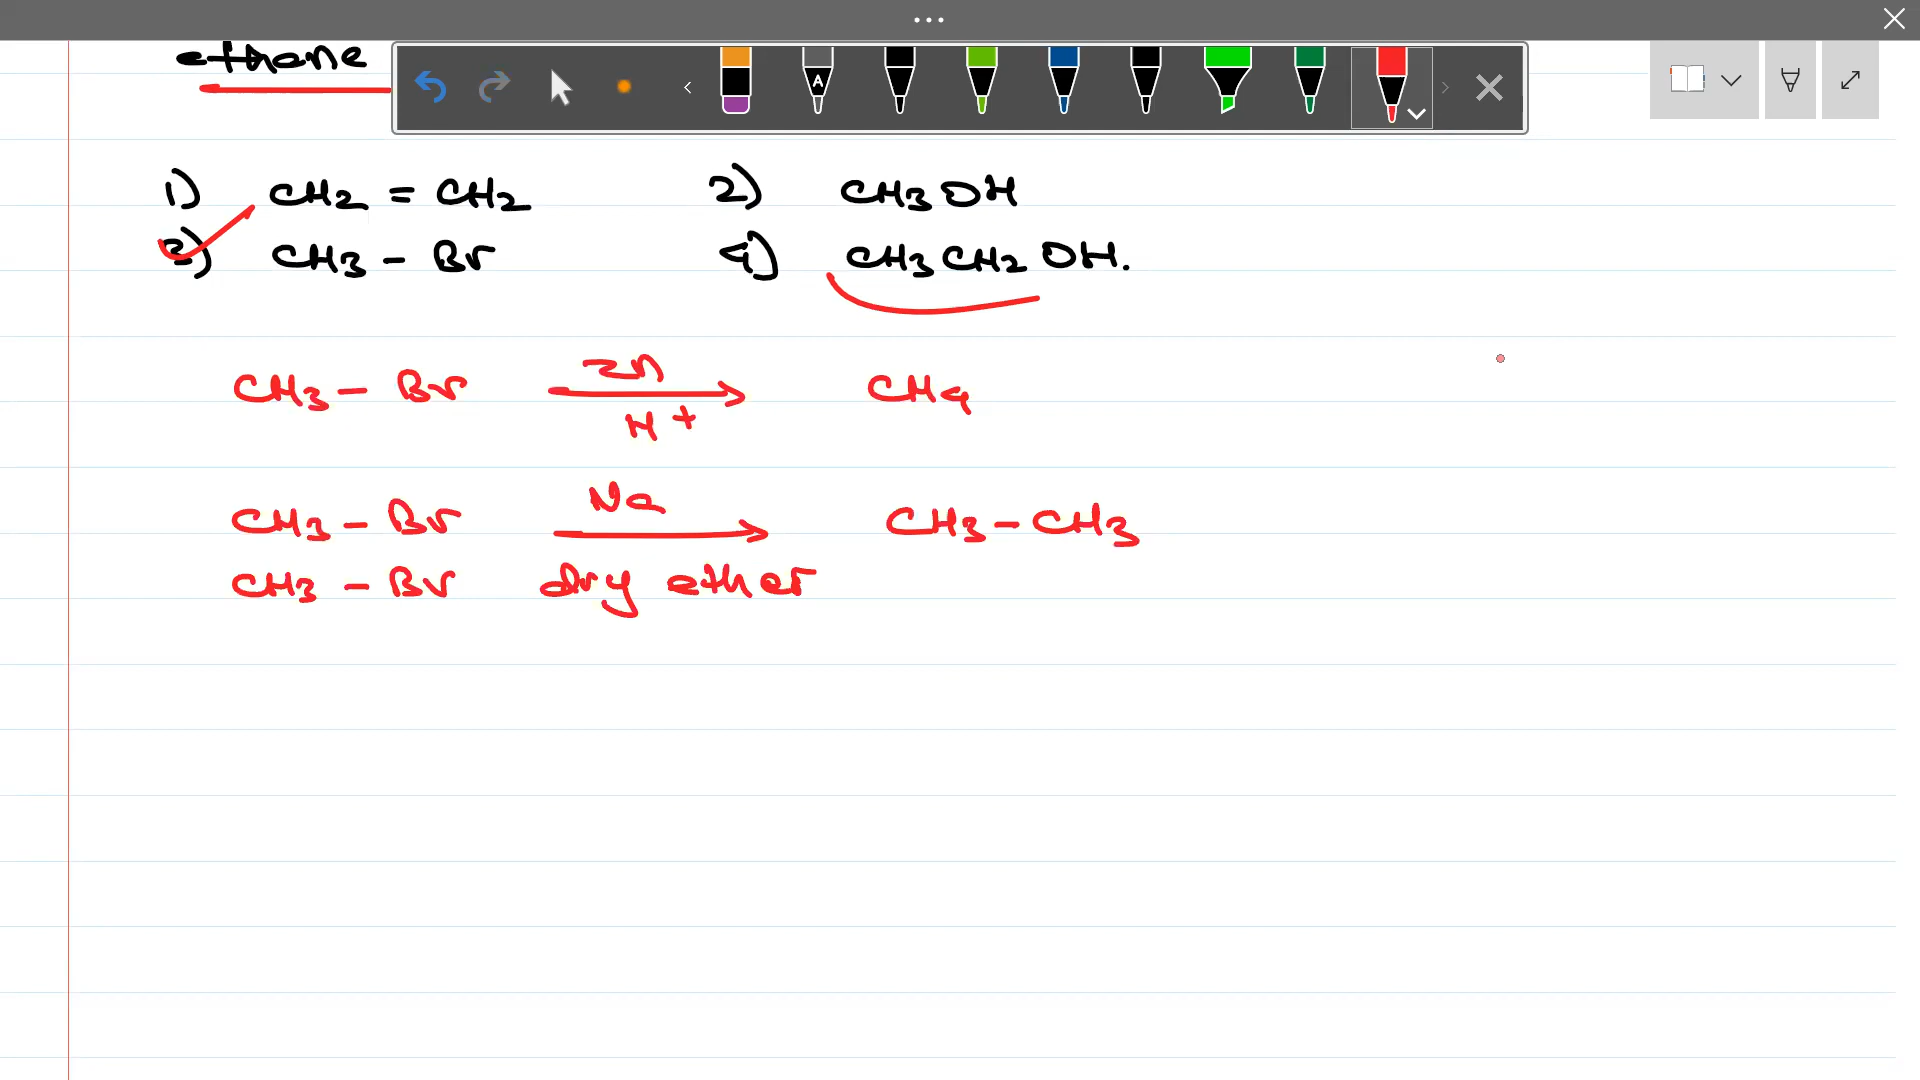 ethane
1) CH2 = CH2 2) CH3OH
3) CH3 - Br 4) CH3CH2OH.
Zn
CH3 - Br CH4
H+
Na
CH3 - Br CH3 - CH3
CH3 - Br dry ether